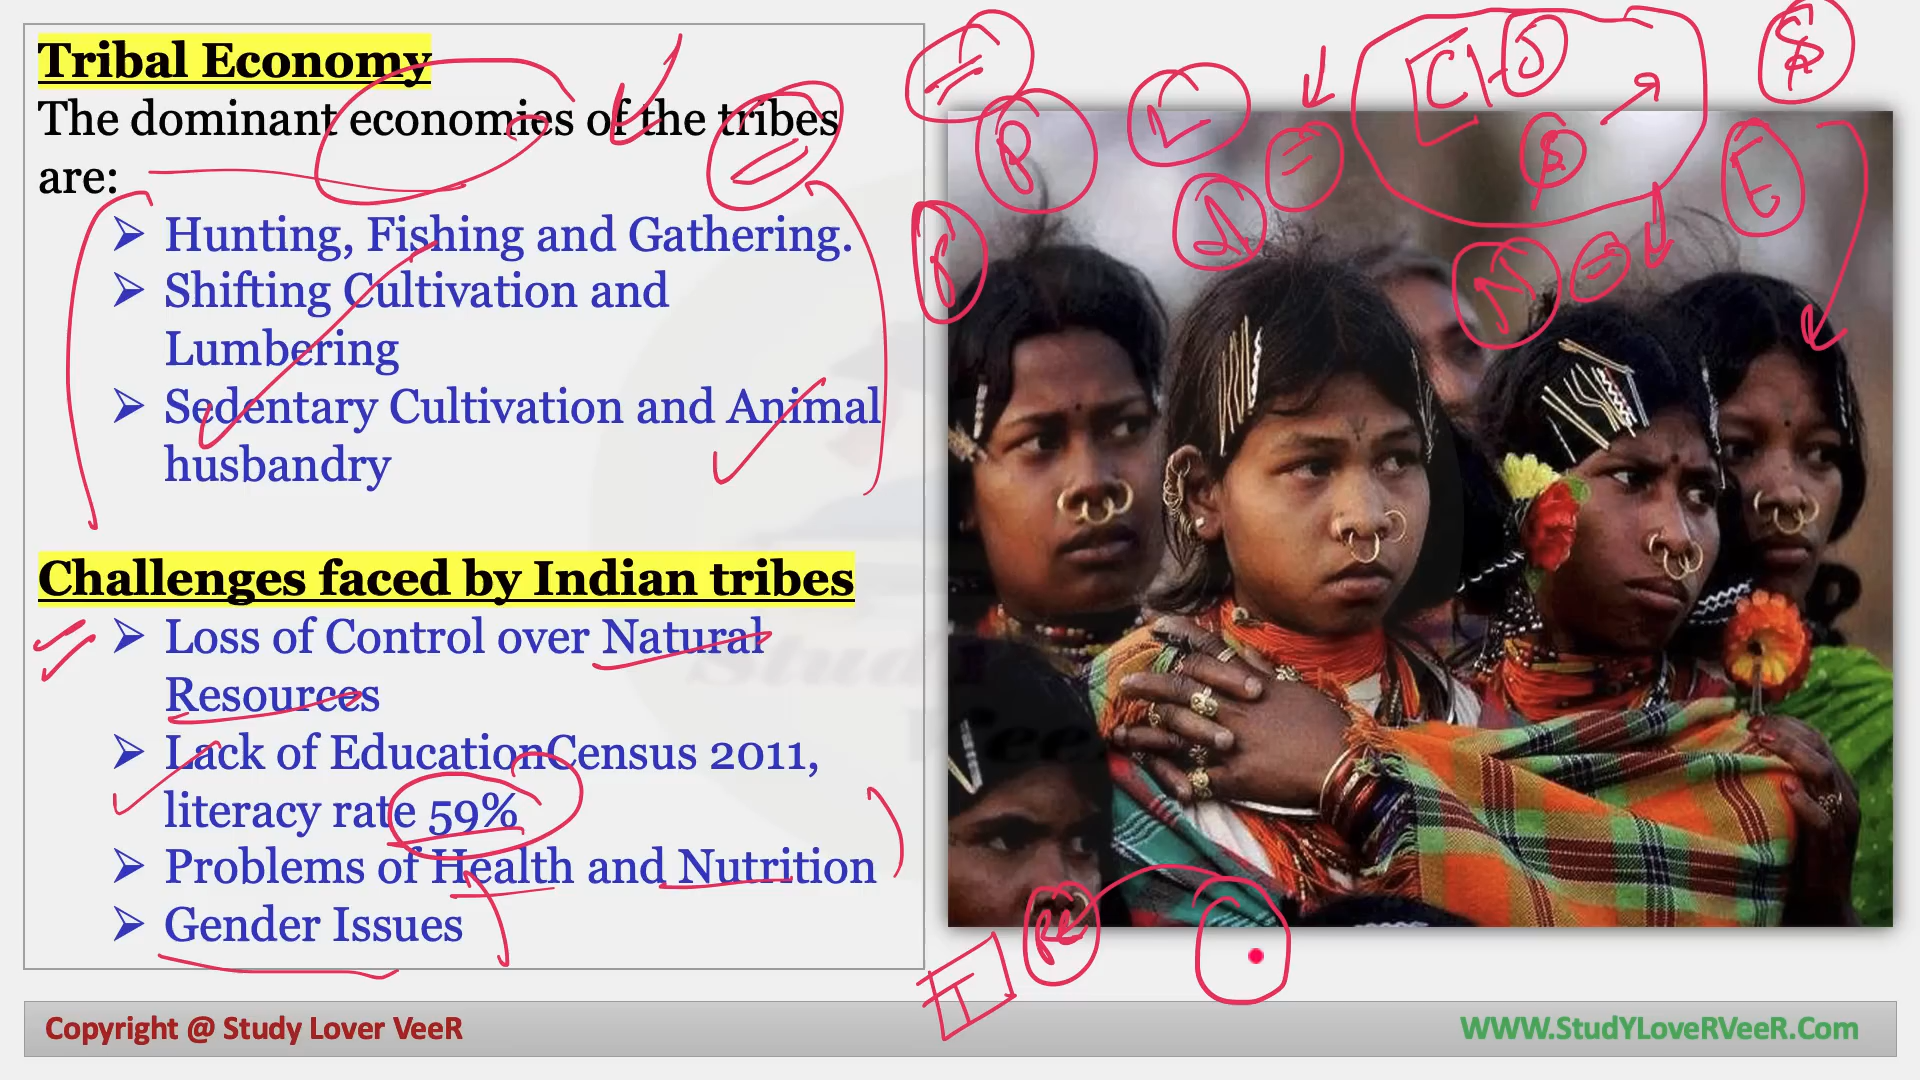 Tribal Economy
The dominant economies of the tribes
are:
➢ Hunting, Fishing and Gathering.
➢ Shifting Cultivation and
Lumbering
➢ Sedentary Cultivation and Animal
husbandry
Challenges faced by Indian tribes
➢ Loss of Control over Natural
Resources
➢ Lack of EducationCensus 2011,
literacy rate 59%
➢ Problems of Health and Nutrition
➢ Gender Issues
Copyright @ Study Lover VeeR
WWW.StudYLoveRVeeR.Com